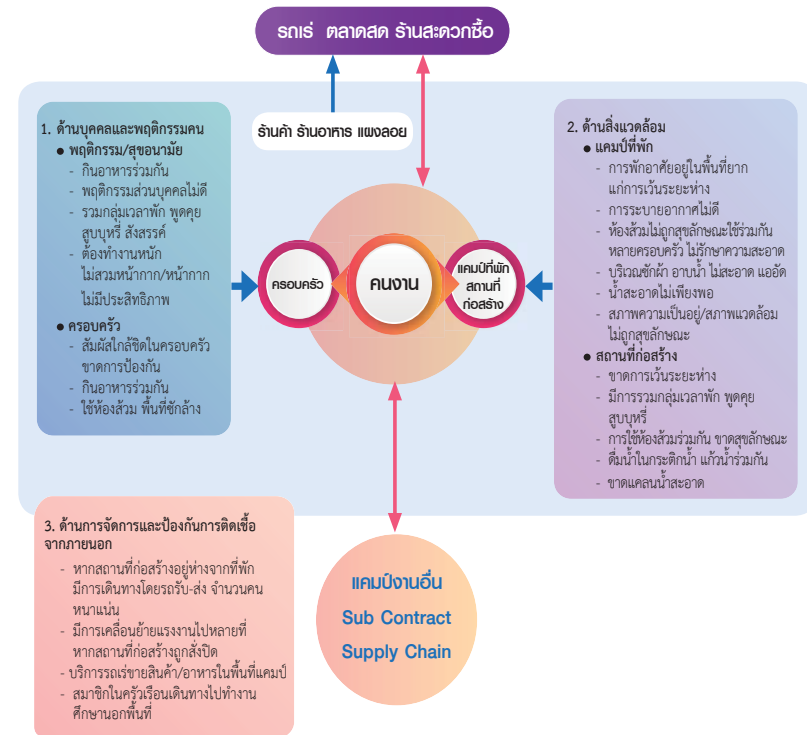 รถเร่ ตลาดสด ร้านสะดวกซื้อ
ร้านค้า ร้านอาหาร แผงลอย
1. ด้านบุคคลและพฤติกรรมคน
● พฤติกรรม/สุขอนามัย
- กินอาหารร่วมกัน
- พฤติกรรมส่วนบุคคลไม่ดี
- รวมกลุ่มเวลาพัก พูดคุย
สูบบุหรี่ สังสรรค์
- ต้องทำงานหนัก
ไม่สวมหน้ากาก/หน้ากาก
ไม่มีประสิทธิภาพ
● ครอบครัว
- สัมผัสใกล้ชิดในครอบครัว
ขาดการป้องกัน
- กินอาหารร่วมกัน
- ใช้ห้องส้วม พื้นที่ซักล้าง
ครอบครัว
คนงาน
แคมป์ที่พัก
สถานที่
ก่อสร้าง
2. ด้านสิ่งแวดล้อม
● แคมป์ที่พัก
- การพักอาศัยอยู่ในพื้นที่ยาก
แก่การเว้นระยะห่าง
- การระบายอากาศไม่ดี
- ห้องส้วมไม่ถูกสุขลักษณะใช้ร่วมกัน
หลายครอบครัว ไม่รักษาความสะอาด
- บริเวณซักผ้า อาบน้ำ ไม่สะอาด แออัด
- น้ำสะอาดไม่เพียงพอ
- สภาพความเป็นอยู่/สภาพแวดล้อม
ไม่ถูกสุขลักษณะ
● สถานที่ก่อสร้าง
- ขาดการเว้นระยะห่าง
- มีการรวมกลุ่มเวลาพัก พูดคุย
สูบบุหรี่
- การใช้ห้องส้วมร่วมกัน ขาดสุขลักษณะ
- ดื่มน้ำในกระติกน้ำ แก้วน้ำร่วมกัน
- ขาดแคลนน้ำสะอาด
3. ด้านการจัดการและป้องกันการติดเชื้อ
จากภายนอก
- หากสถานที่ก่อสร้างอยู่ห่างจากที่พัก
มีการเดินทางโดยรถรับ-ส่ง จำนวนคน
หนาแน่น
- มีการเคลื่อนย้ายแรงงานไปหลายที่
หากสถานที่ก่อสร้างถูกสั่งปิด
- บริการรถเร่ขายสินค้า/อาหารในพื้นที่แคมป์
- สมาชิกในครัวเรือนเดินทางไปทำงาน
ศึกษานอกพื้นที่
แคมป์งานอื่น
Sub Contract
Supply Chain